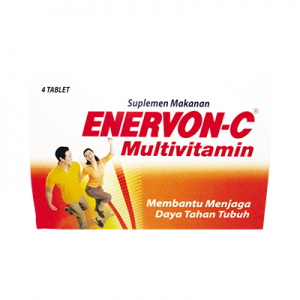 4 TABLET
Suplemen Makanan
ENERVON-C®
Multivitamin
Membantu Menjaga
Daya Tahan Tubuh